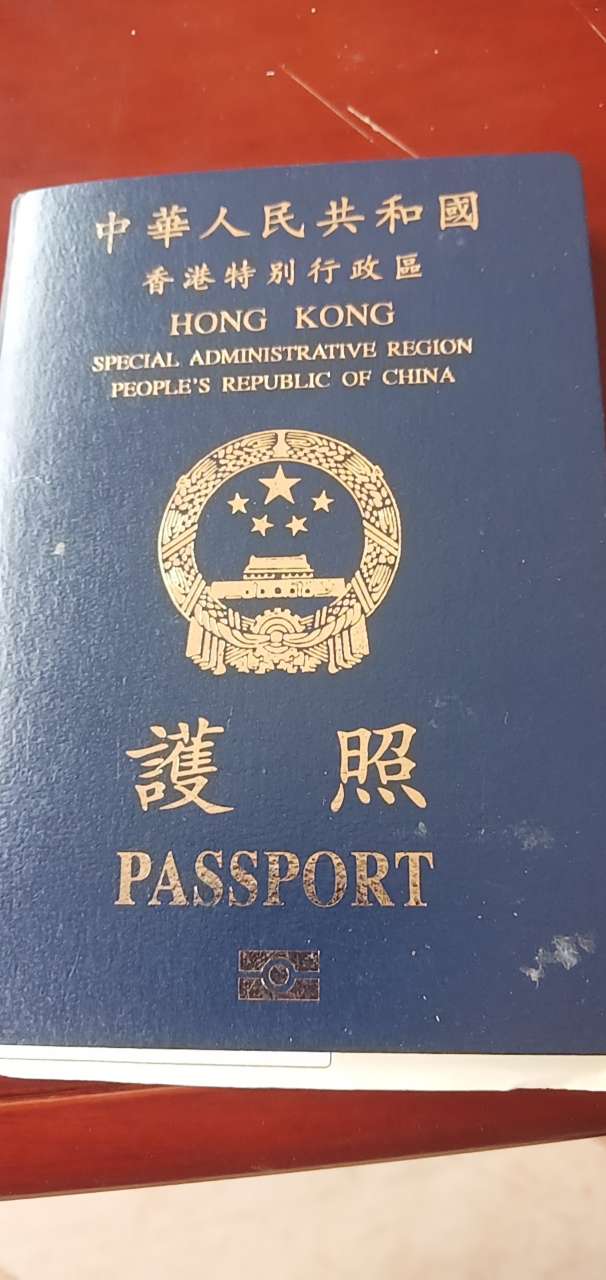 中華人民共和國
香港特別行政區
HONG KONG
SPECIAL ADMINISTRATIVE REGION
PEOPLE'S REPUBLIC OF CHINA
護照
PASSPORT